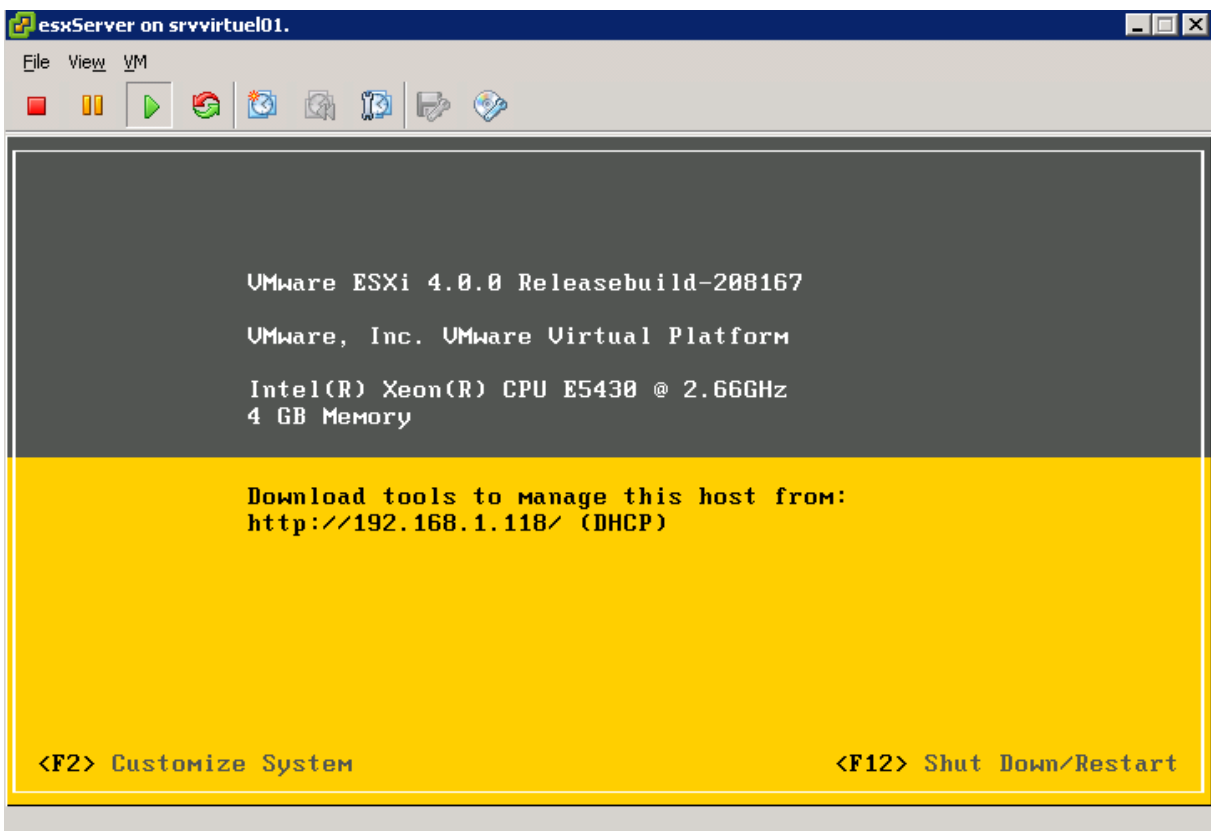 esxServer on srvvirtuel01.
File View VM
VMware ESXi 4.0.0 Releasebuild-208167
VMware, Inc. VMware Virtual Platform
Intel(R) Xeon(R) CPU E5430 @ 2.66GHz
4 GB Memory
Download tools to manage this host from:
http://192.168.1.118/ (DHCP)
<F2> Customize System <F12> Shut Down/Restart